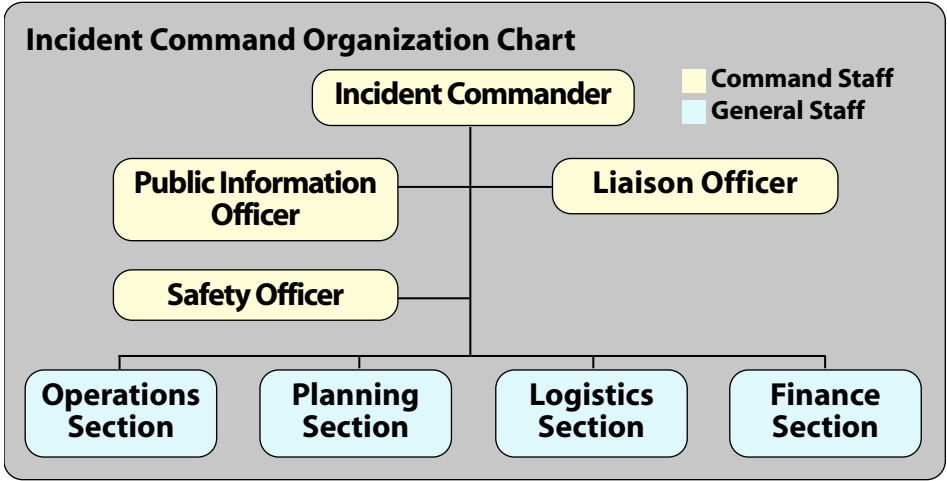 Incident Command Organization Chart
Incident Commander
Command Staff
General Staff
Public Information
Officer
Liaison Officer
Safety Officer
Operations
Section
Planning
Section
Logistics
Section
Finance
Section